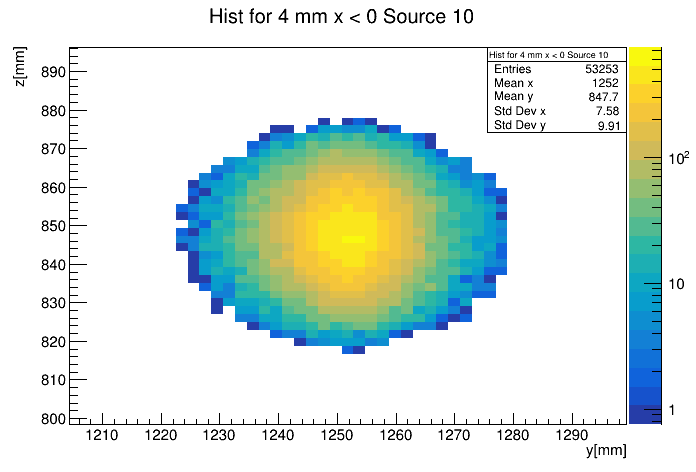 Hist for 4 mm x < 0 Source 10
z[mm]
Hist for 4 mm x < 0 Source 10
Entries 53253
Mean x 1252
Mean y 847.7
Std Dev x 7.58
Std Dev y 9.91
890
880
870
860
850
840
830
820
810
800
1210 1220 1230 1240 1250 1260 1270 1280 1290
y[mm]
10²
10
1